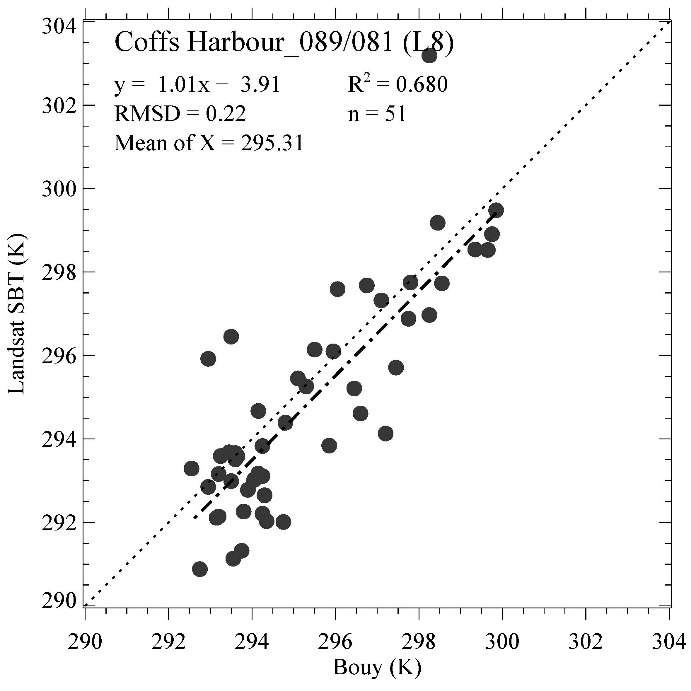 Coffs Harbour_089/081 (L8)
y = 1.01x − 3.91 R² = 0.680
RMSD = 0.22 n = 51
Mean of X = 295.31
304
302
300
298
296
294
292
290
Landsat SBT (K)
290 292 294 296 298 300 302 304
Bouy (K)